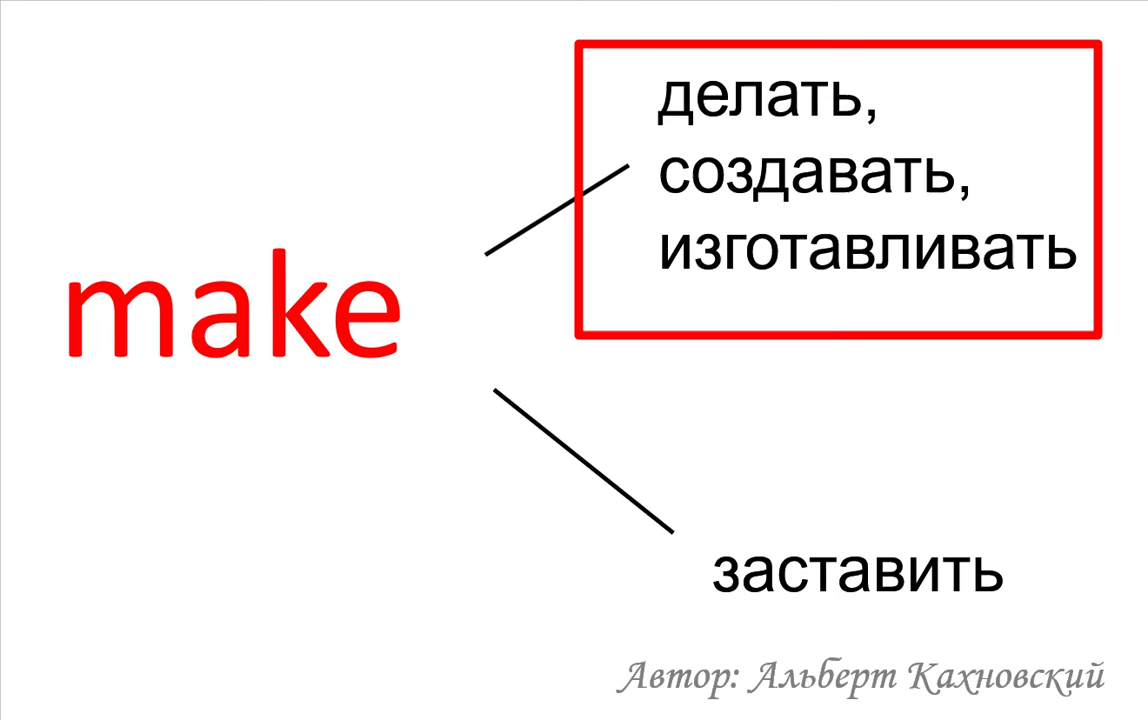 делать,
создавать,
изготавливать
make
заставить
Автор: Альберт Кахновский